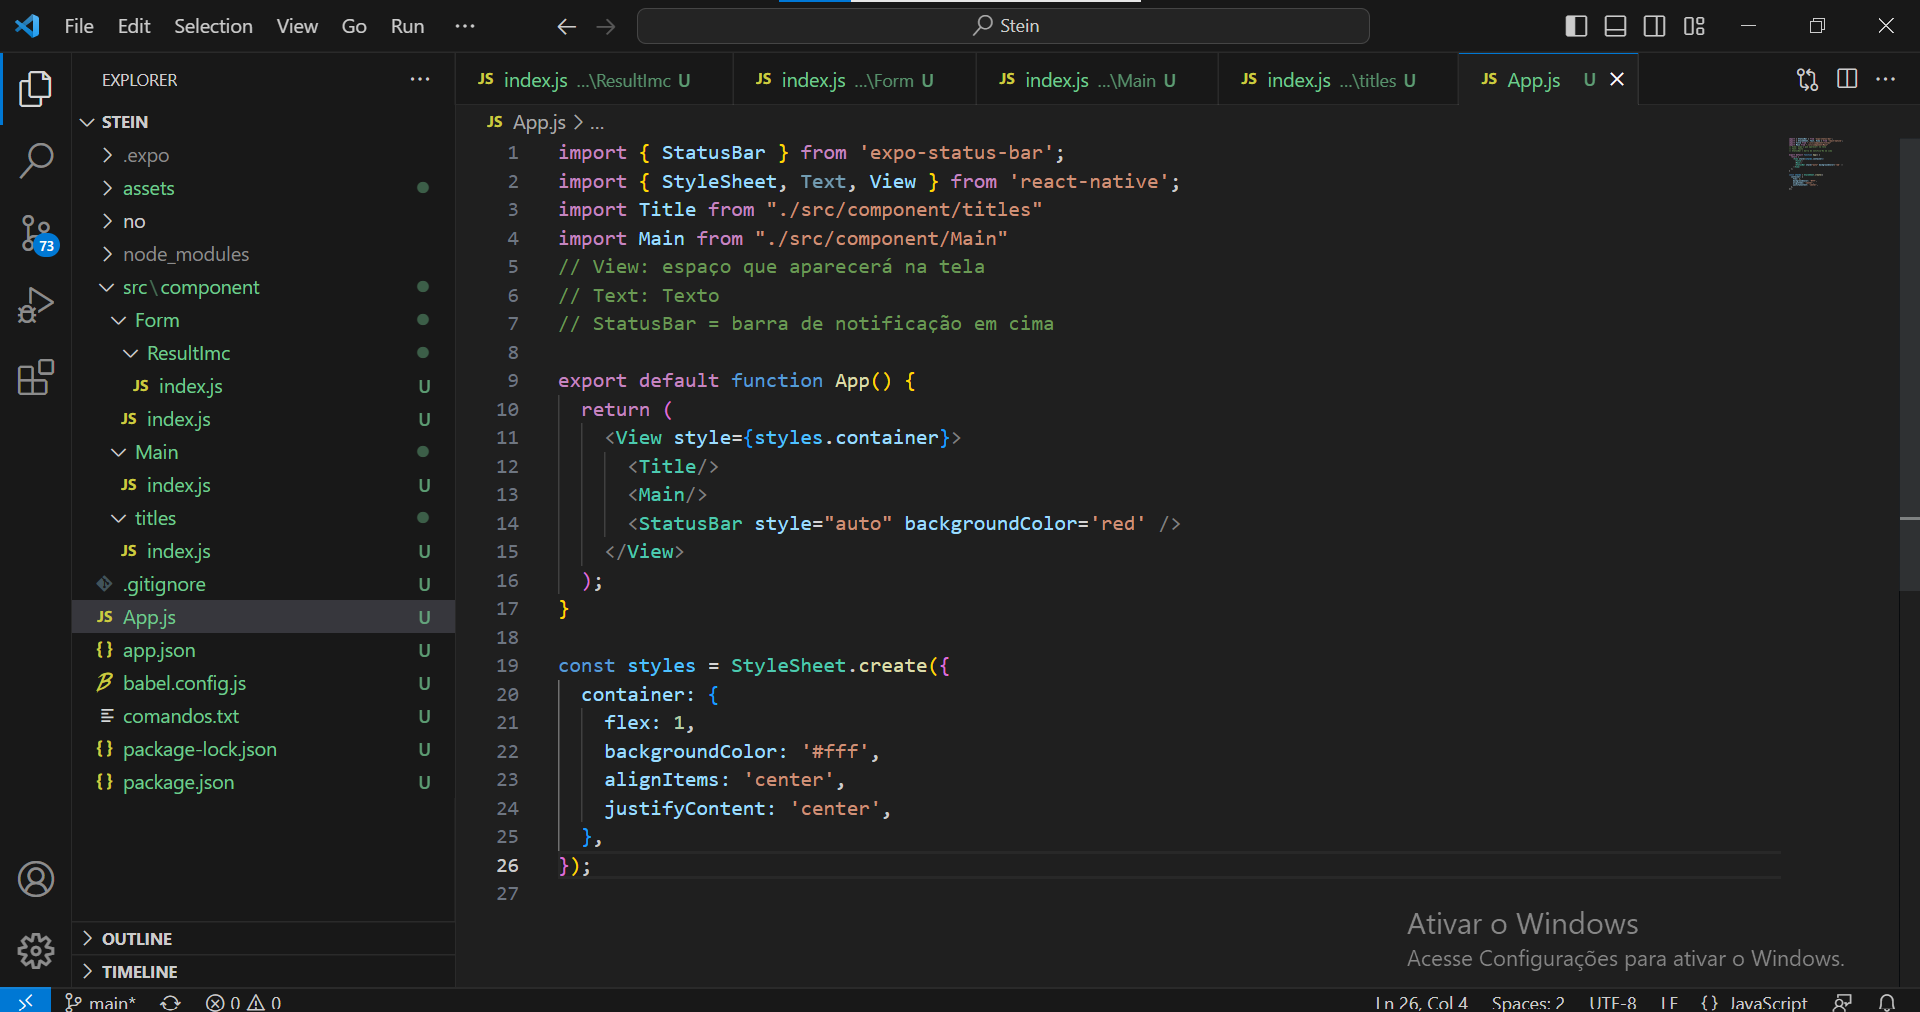 File Edit Selection View Go Run ··· Stein
EXPLORER
STEIN
.expo
assets
no
node_modules
src\component
Form
ResultImc
JS index.js U
JS index.js U
Main
JS index.js U
titles
JS index.js U
.gitignore U
JS App.js U
{} app.json U
babel.config.js U
comandos.txt U
{} package-lock.json U
{} package.json U
OUTLINE
TIMELINE
73
JS index.js ...\ResultImc U JS index.js ...\Form U JS index.js ...\Main U JS index.js ...\titles U JS App.js U
JS App.js > ...
1 import { StatusBar } from 'expo-status-bar';
2 import { StyleSheet, Text, View } from 'react-native';
3 import Title from "./src/component/titles"
4 import Main from "./src/component/Main"
5 // View: espaço que aparecerá na tela
6 // Text: Texto
7 // StatusBar = barra de notificação em cima
8
9 export default function App() {
10 return (
11 <View style={styles.container}>
12 <Title/>
13 <Main/>
14 <StatusBar style="auto" backgroundColor='red' />
15 </View>
16 );
17 }
18
19 const styles = StyleSheet.create({
20 container: {
21 flex: 1,
22 backgroundColor: '#fff',
23 alignItems: 'center',
24 justifyContent: 'center',
25 },
26 });
27
Ativar o Windows
Acesse Configurações para ativar o Windows.
main* 0 0 Ln 26, Col 4 Spaces: 2 UTF-8 LF {} JavaScript